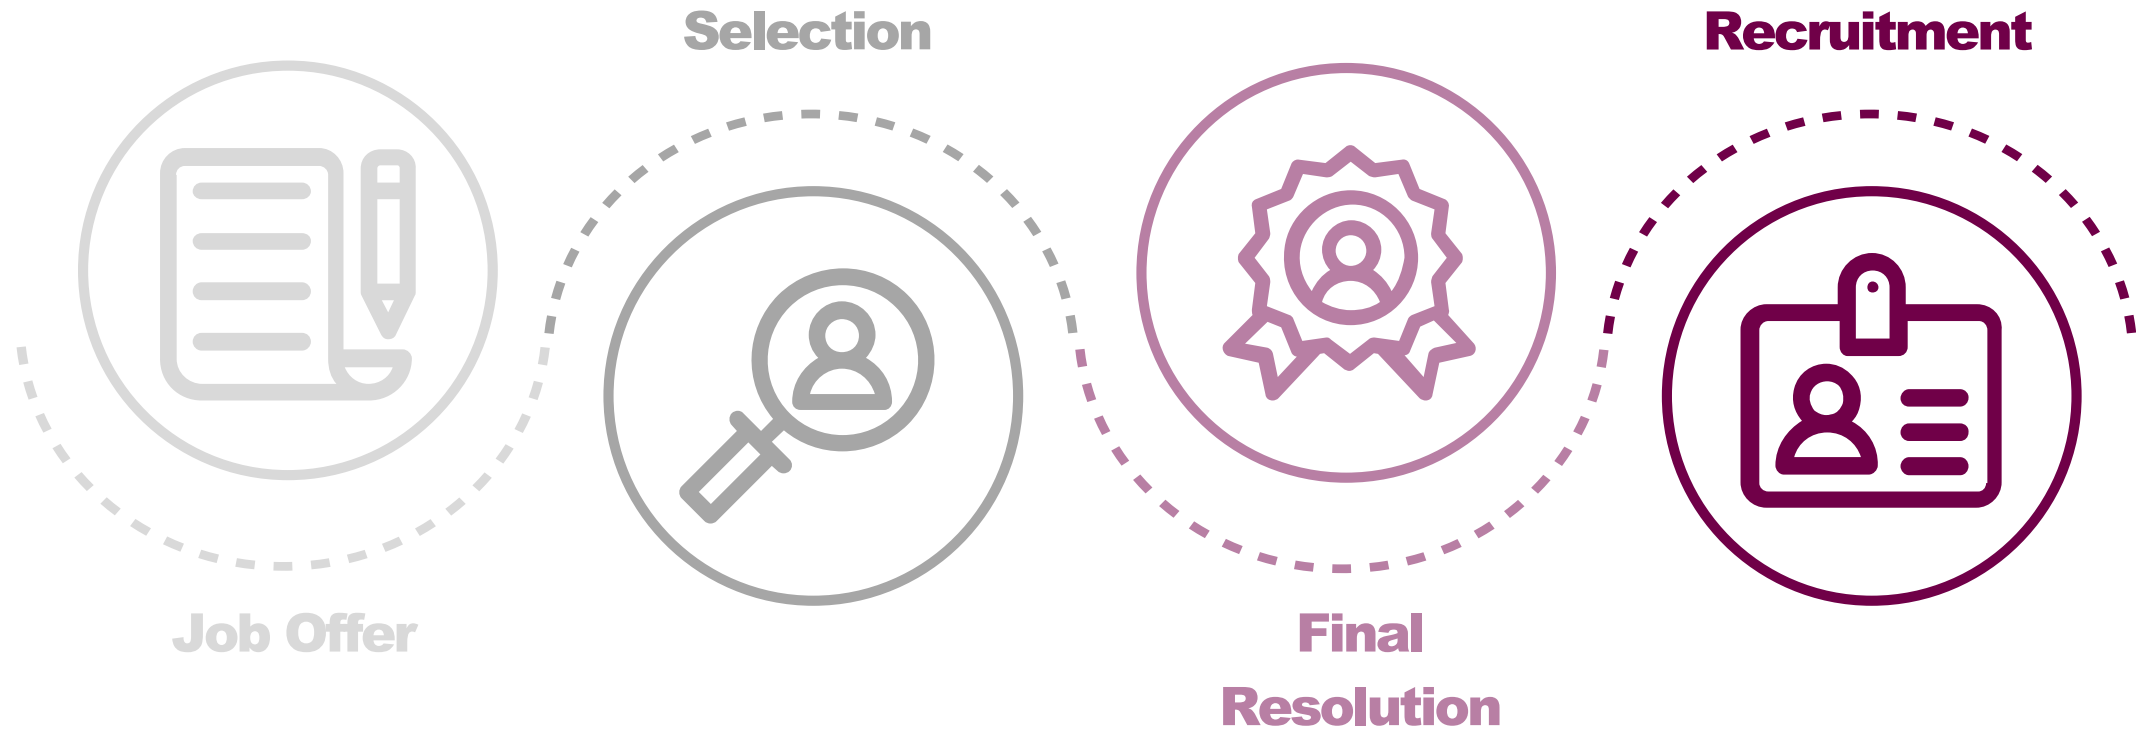 Selection
Recruitment
Job Offer
Final
Resolution